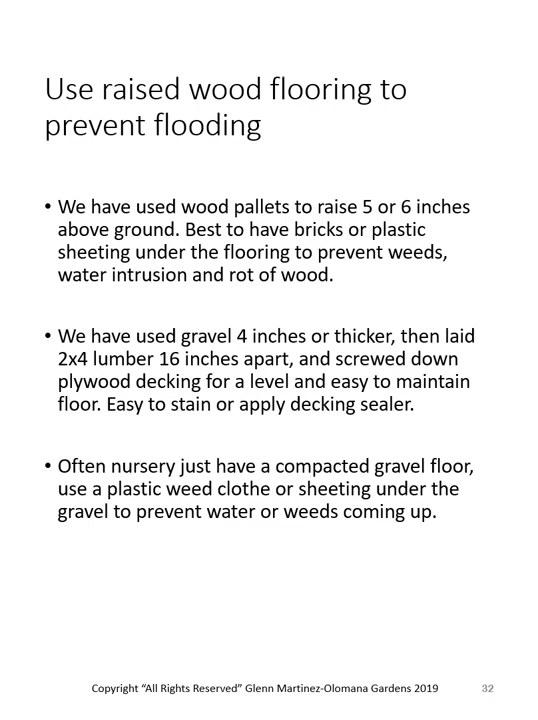 Use raised wood flooring to
prevent flooding
• We have used wood pallets to raise 5 or 6 inches
above ground. Best to have bricks or plastic
sheeting under the flooring to prevent weeds,
water intrusion and rot of wood.
• We have used gravel 4 inches or thicker, then laid
2x4 lumber 16 inches apart, and screwed down
plywood decking for a level and easy to maintain
floor. Easy to stain or apply decking sealer.
• Often nursery just have a compacted gravel floor,
use a plastic weed clothe or sheeting under the
gravel to prevent water or weeds coming up.
Copyright “All Rights Reserved” Glenn Martinez-Olomana Gardens 2019 32